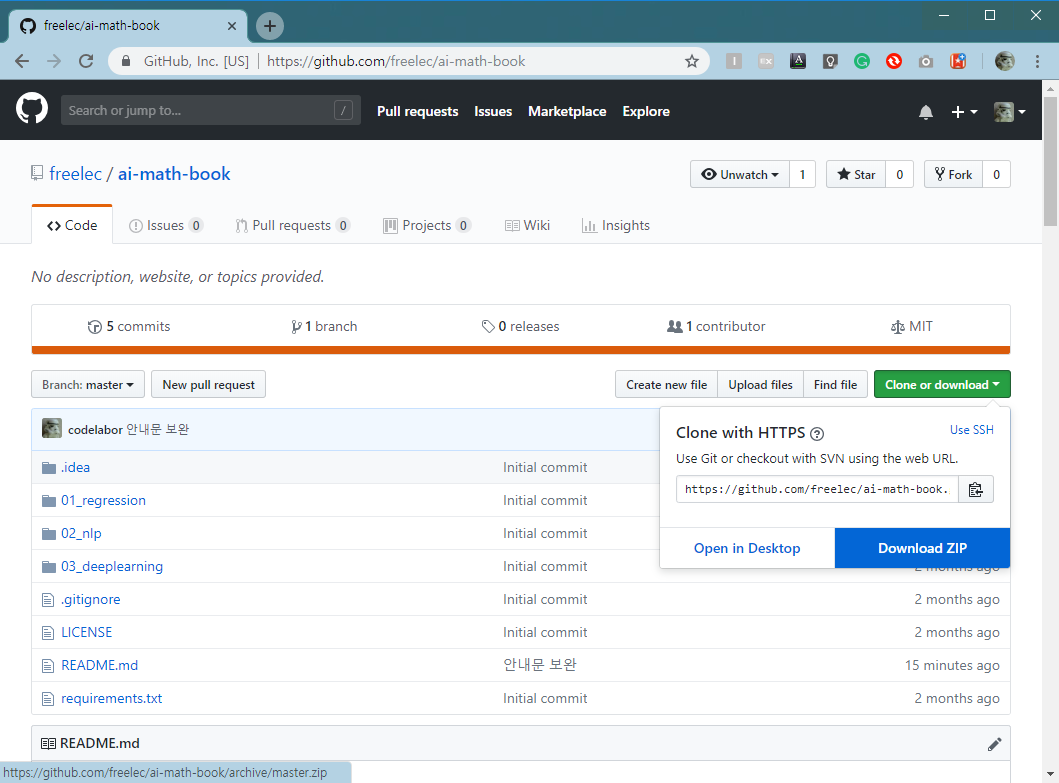 freelec/ai-math-book
GitHub, Inc. [US] | https://github.com/freelec/ai-math-book
Search or jump to... / Pull requests Issues Marketplace Explore
freelec / ai-math-book Unwatch 1 Star 0 Fork 0
Code Issues 0 Pull requests 0 Projects 0 Wiki Insights
No description, website, or topics provided.
5 commits 1 branch 0 releases 1 contributor MIT
Branch: master New pull request Create new file Upload files Find file Clone or download
codelabor 안내문 보완
Clone with HTTPS ? Use SSH
Use Git or checkout with SVN using the web URL.
https://github.com/freelec/ai-math-book.
Open in Desktop Download ZIP
.idea Initial commit
01_regression Initial commit
02_nlp Initial commit
03_deeplearning Initial commit 2 months ago
.gitignore Initial commit 2 months ago
LICENSE Initial commit 2 months ago
README.md 안내문 보완 15 minutes ago
requirements.txt Initial commit 2 months ago
README.md
https://github.com/freelec/ai-math-book/archive/master.zip